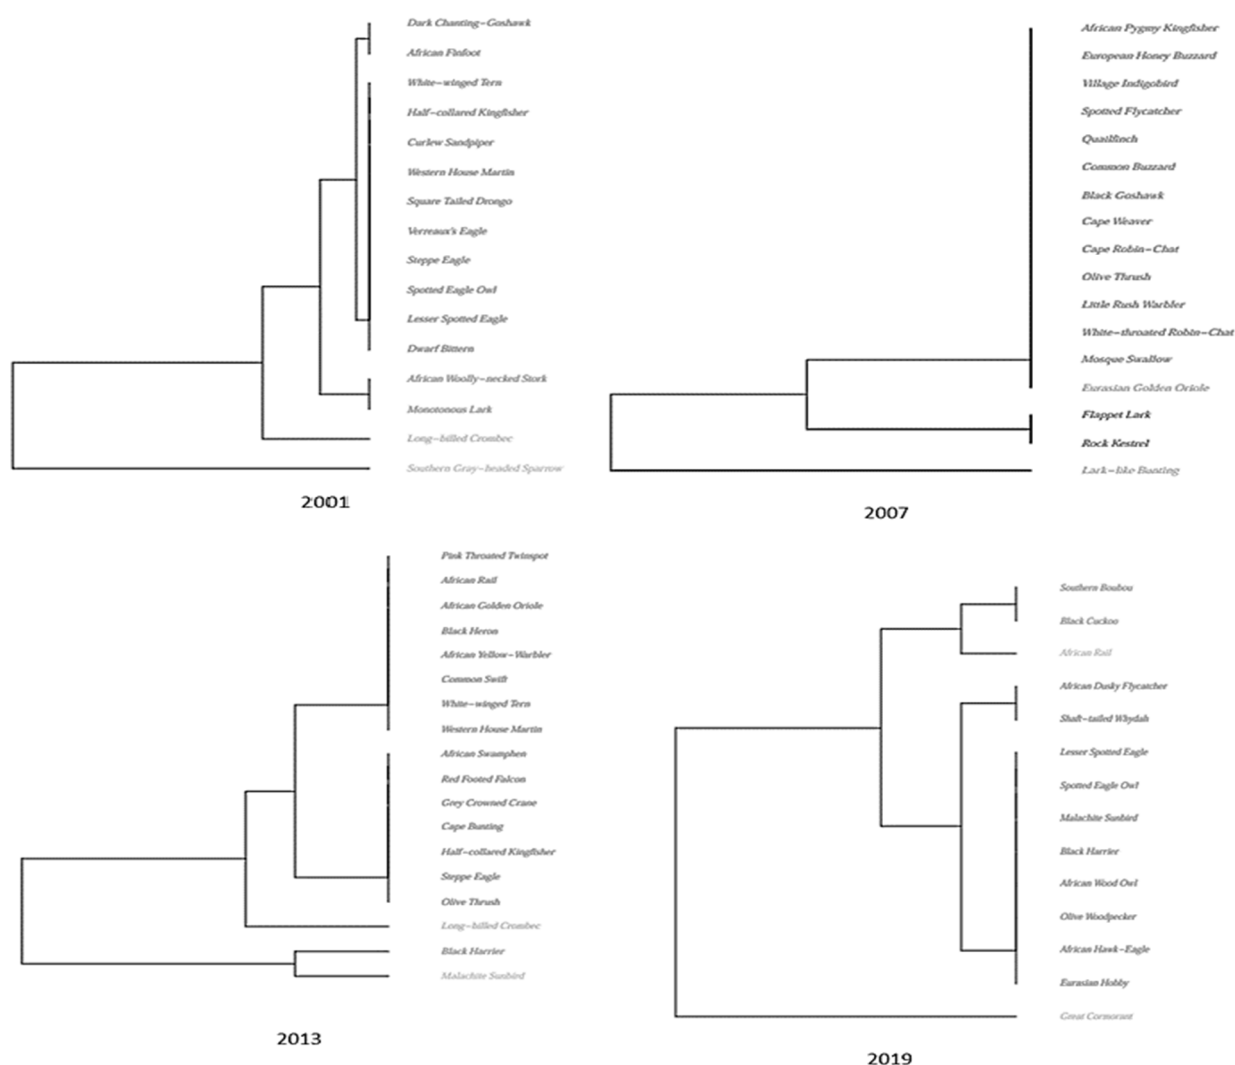 Dark Chanting-Goshawk
African Finfoot
White-winged Tern
Half-collared Kingfisher
Curlew Sandpiper
Western House Martin
Square Tailed Drongo
Verreaux's Eagle
Steppe Eagle
Spotted Eagle Owl
Lesser Spotted Eagle
Dwarf Bittern
African Woolly-necked Stork
Monotonous Lark
Long-billed Crombec
Southern Gray-headed Sparrow
2001
African Pygmy Kingfisher
European Honey Buzzard
Village Indigobird
Spotted Flycatcher
Quailfinch
Common Buzzard
Black Goshawk
Cape Weaver
Cape Robin-Chat
Olive Thrush
Little Rush Warbler
White-throated Robin-Chat
Mosque Swallow
Eurasian Golden Oriole
Flappet Lark
Rock Kestrel
Lark-like Bunting
2007
Pink Throated Twinspot
African Rail
African Golden Oriole
Black Heron
African Yellow-Warbler
Common Swift
White-winged Tern
Western House Martin
African Swamphen
Red Footed Falcon
Grey Crowned Crane
Cape Bunting
Half-collared Kingfisher
Steppe Eagle
Olive Thrush
Long-billed Crombec
Black Harrier
Malachite Sunbird
2013
Southern Boubou
Black Cuckoo
African Rail
African Dusky Flycatcher
Shaft-tailed Whydah
Lesser Spotted Eagle
Spotted Eagle Owl
Malachite Sunbird
Black Harrier
African Wood Owl
Olive Woodpecker
African Hawk-Eagle
Eurasian Hobby
Great Cormorant
2019